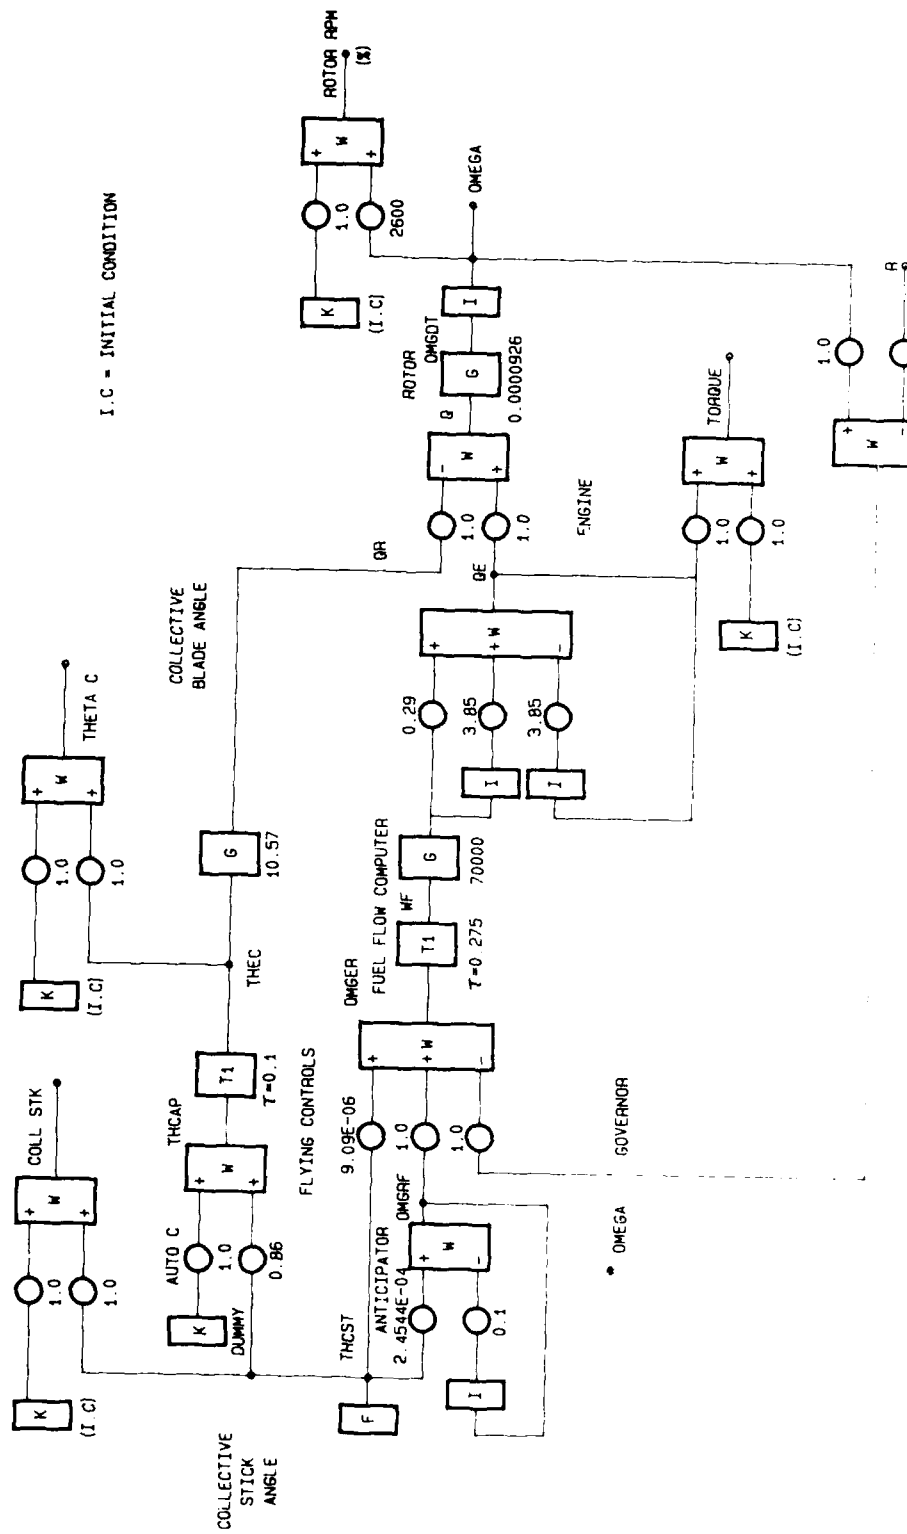 COLL STK
K
(I.C)
1.0
1.0
+
W
+
THETA C
K
(I.C)
1.0
1.0
+
W
+
I.C = INITIAL CONDITION
COLLECTIVE
STICK
ANGLE
DUMMY
K
AUTO C
1.0
0.86
THCAP
+
W
+
T1
T=0.1
THEC
G
10.57
COLLECTIVE
BLADE ANGLE
FLYING CONTROLS
K
(I.C)
1.0
2600
+
W
+
ROTOR RPM
(%)
F
THCST
ANTICIPATOR
2.4544E-04
0.1
I
+
W
-
OMGRF
9.09E-06
1.0
1.0
OMGER
+
+W
-
FUEL FLOW COMPUTER
T1
T=0 275
WF
G
70000
I
I
0.29
3.85
3.85
+
+W
-
QE
QR
1.0
1.0
-
W
+
Q
ROTOR
OMGDT
G
0.0000926
I
OMEGA
ENGINE
K
(I.C)
1.0
1.0
+
W
+
TORQUE
* OMEGA
GOVERNOR
+
W
-
1.0
R